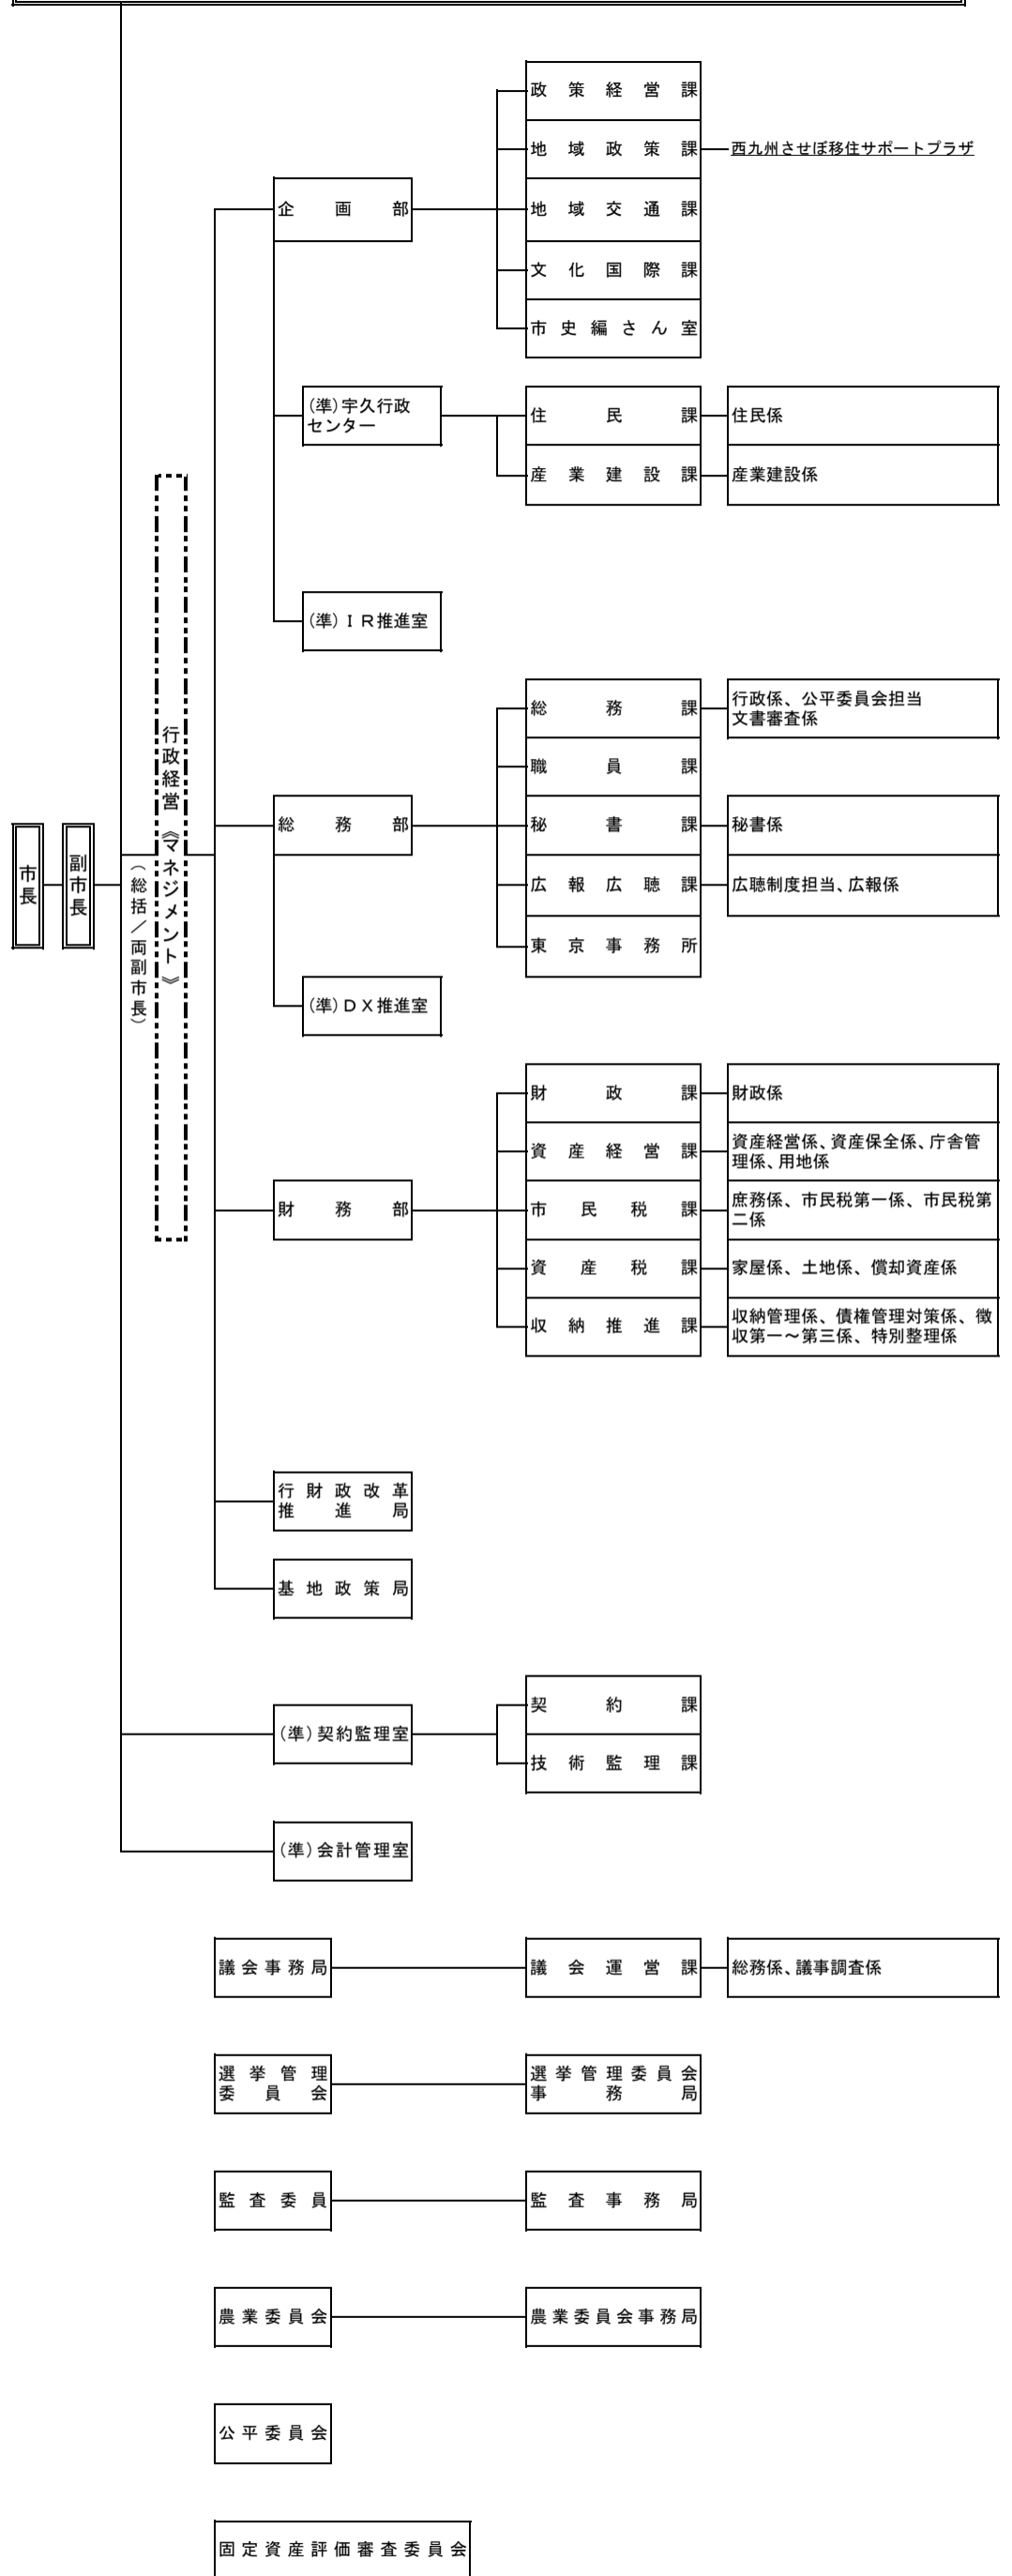 政策経営課
地域政策課
西九州させぼ移住サポートプラザ
企画部
地域交通課
文化国際課
市史編さん室
(準)宇久行政
センター
住民課
住民係
産業建設課
産業建設係
(準)ＩＲ推進室
総務課
行政係、公平委員会担当
文書審査係
職員課
総務部
秘書課
秘書係
広報広聴課
広聴制度担当、広報係
東京事務所
(準)ＤＸ推進室
市長
副市長
(総括／両副市長)
行政経営《マネジメント》
財政課
財政係
資産経営課
資産経営係、資産保全係、庁舎管
理係、用地係
財務部
市民税課
庶務係、市民税第一係、市民税第
二係
資産税課
家屋係、土地係、償却資産係
収納推進課
収納管理係、債権管理対策係、徴
収第一～第三係、特別整理係
行財政改革
推進局
基地政策局
(準)契約監理室
契約課
技術監理課
(準)会計管理室
議会事務局
議会運営課
総務係、議事調査係
選挙管理
委員会
選挙管理委員会
事務局
監査委員
監査事務局
農業委員会
農業委員会事務局
公平委員会
固定資産評価審査委員会